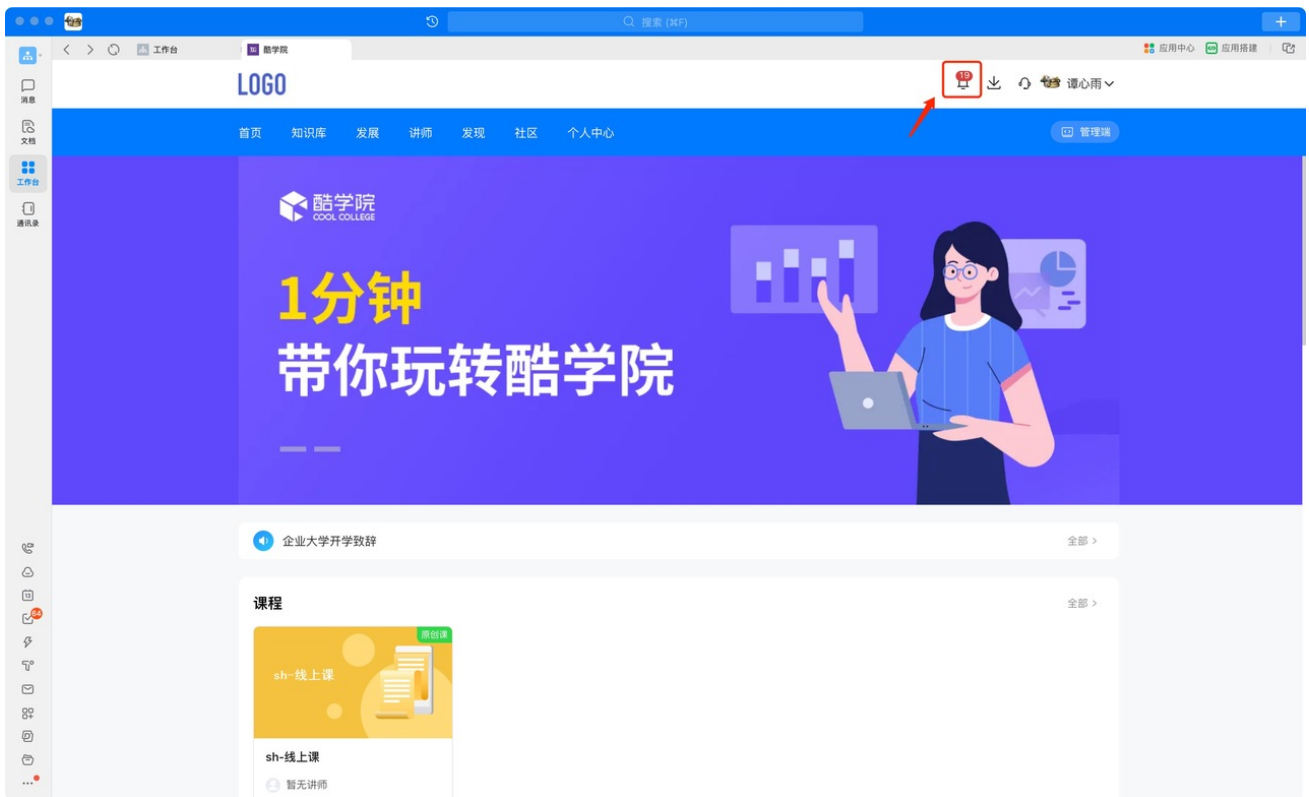 搜索 (⌘F)
工作台
酷学院
应用中心
应用搭建
消息
文档
工作台
通讯录
LOGO
19
谭心雨
首页 知识库 发展 讲师 发现 社区 个人中心
管理端
酷学院
COOL COLLEGE
1分钟
带你玩转酷学院
企业大学开学致辞
全部 >
课程
全部 >
原创课
sh-线上课
sh-线上课
暂无讲师
13
64